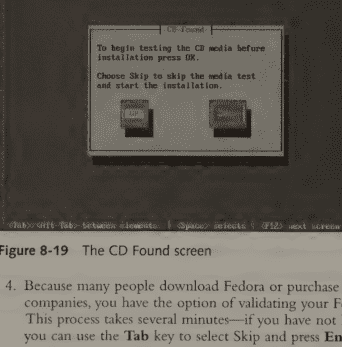 CD Found
To begin testing the CD media before
installation press OK.
Choose Skip to skip the media test
and start the installation.
OK
<Tab>/<Alt-Tab> between elements | <Space> selects | <F12> next screen
Figure 8-19 The CD Found screen
4. Because many people download Fedora or purchase
companies, you have the option of validating your Fe
This process takes several minutes—if you have not
you can use the Tab key to select Skip and press En